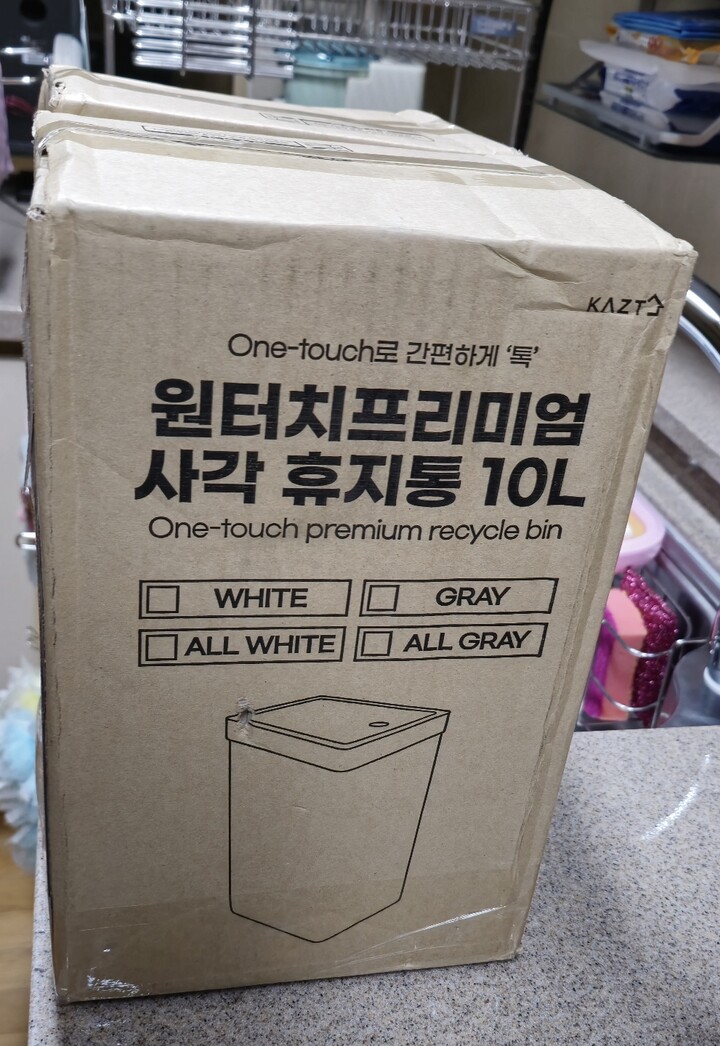 KAZT
One-touch로 간편하게 ‘톡’
원터치프리미엄
사각 휴지통 10L
One-touch premium recycle bin
WHITE
GRAY
ALL WHITE
ALL GRAY